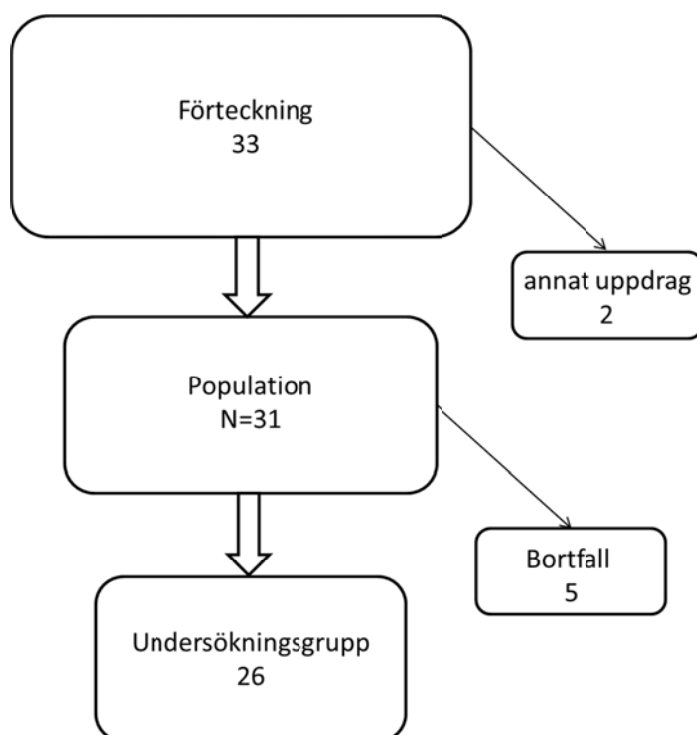 Förteckning
33
annat uppdrag
2
Population
N=31
Bortfall
5
Undersökningsgrupp
26